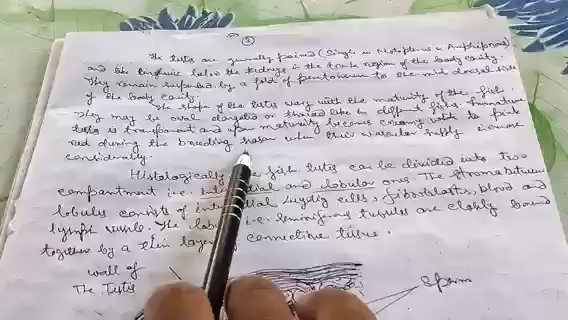 ②
The testis are generally paired (single in Notopterus & Amphipnous)
and lie lengthwise below the kidneys in the trunk region of the body cavity.
They remain suspended by a fold of peritoneum to the mid dorsal side
of the body cavity.
The shape of the testis vary with the maturity of the fish.
They may be oval elongated or thread like in different fish. Immature
testis is transparent and upon maturity becomes creamy white to pink
red during the breeding season when their vascular supply increase
considerably.
Histologically the fish testis can be divided into two
compartment i.e. interstitial and lobular one. The stroma between
lobules consists of interstitial leydig cells, fibroblasts, blood and
lymph vessels. The i.e. seminiferous tubules are closely bound
together by a thin layer of connective tissue.
wall of
The Testis
Sperm